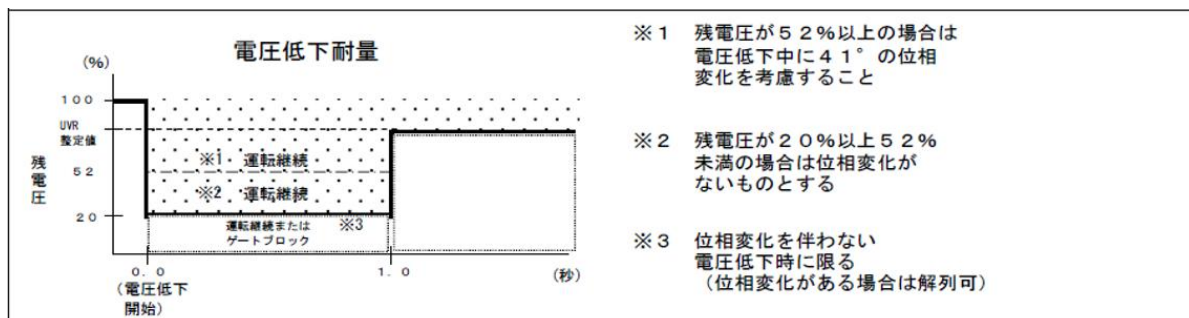 電圧低下耐量
(%)
100
UVR
整定値
残電圧
52
20
※1 運転継続
※2 運転継続
運転継続または
ゲートブロック
※3
0.0
1.0
(秒)
(電圧低下
開始)
※1 残電圧が52%以上の場合は
電圧低下中に41°の位相
変化を考慮すること
※2 残電圧が20%以上52%
未満の場合は位相変化が
ないものとする
※3 位相変化を伴わない
電圧低下時に限る
(位相変化がある場合は解列可)